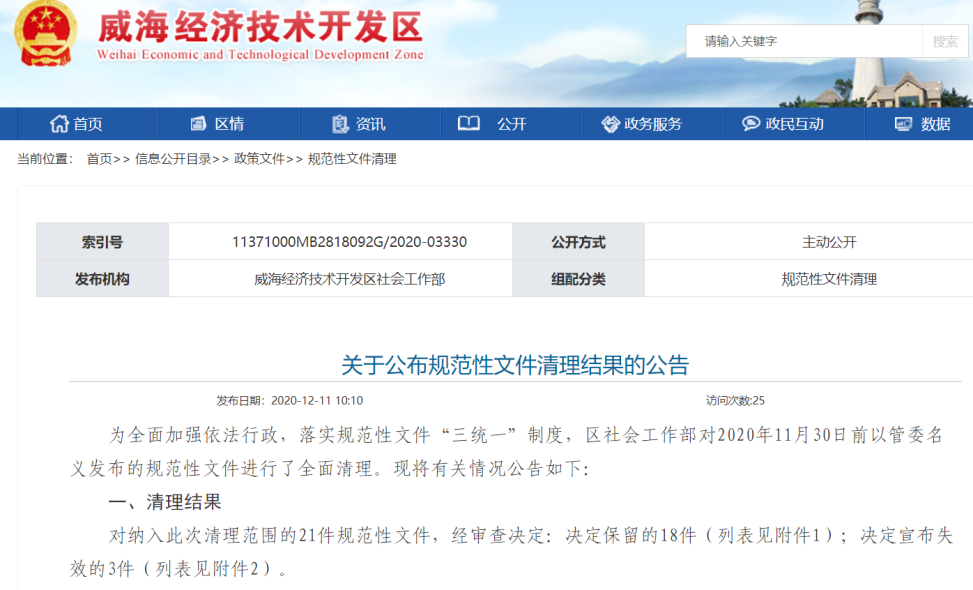 威海经济技术开发区
Weihai Economic and Technological Development Zone
请输入关键字 搜索
首页 区情 资讯 公开 政务服务 政民互动 数据
当前位置： 首页>> 信息公开目录>> 政策文件>> 规范性文件清理
索引号 11371000MB2818092G/2020-03330 公开方式 主动公开
发布机构 威海经济技术开发区社会工作部 组配分类 规范性文件清理
关于公布规范性文件清理结果的公告
发布日期：2020-12-11 10:10 访问次数:25
为全面加强依法行政，落实规范性文件“三统一”制度，区社会工作部对2020年11月30日前以管委名
义发布的规范性文件进行了全面清理。现将有关情况公告如下：
一、清理结果
对纳入此次清理范围的21件规范性文件，经审查决定：决定保留的18件（列表见附件1）；决定宣布失
效的3件（列表见附件2）。